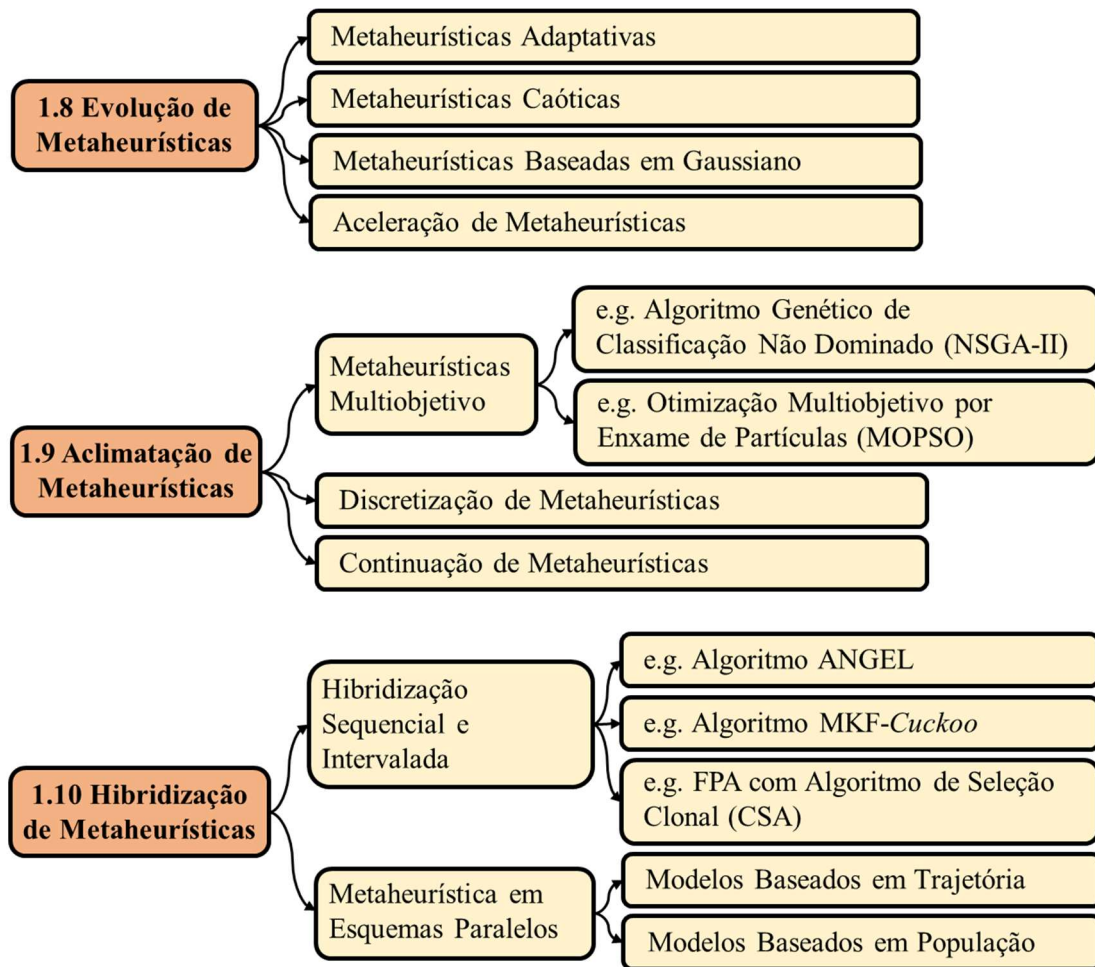 1.8 Evolução de
Metaheurísticas
Metaheurísticas Adaptativas
Metaheurísticas Caóticas
Metaheurísticas Baseadas em Gaussiano
Aceleração de Metaheurísticas
1.9 Aclimatação de
Metaheurísticas
Metaheurísticas
Multiobjetivo
e.g. Algoritmo Genético de
Classificação Não Dominado (NSGA-II)
e.g. Otimização Multiobjetivo por
Enxame de Partículas (MOPSO)
Discretização de Metaheurísticas
Continuação de Metaheurísticas
1.10 Hibridização
de Metaheurísticas
Hibridização
Sequencial e
Intervalada
e.g. Algoritmo ANGEL
e.g. Algoritmo MKF-Cuckoo
e.g. FPA com Algoritmo de Seleção
Clonal (CSA)
Metaheurística em
Esquemas Paralelos
Modelos Baseados em Trajetória
Modelos Baseados em População